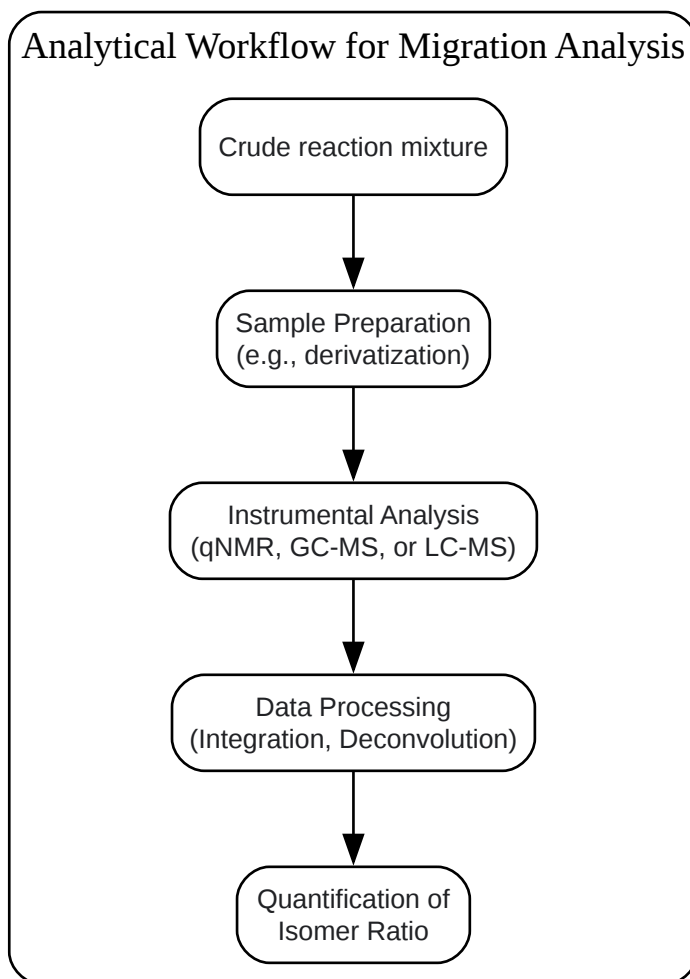 Analytical Workflow for Migration Analysis
Crude reaction mixture
Sample Preparation
(e.g., derivatization)
Instrumental Analysis
(qNMR, GC-MS, or LC-MS)
Data Processing
(Integration, Deconvolution)
Quantification of
Isomer Ratio